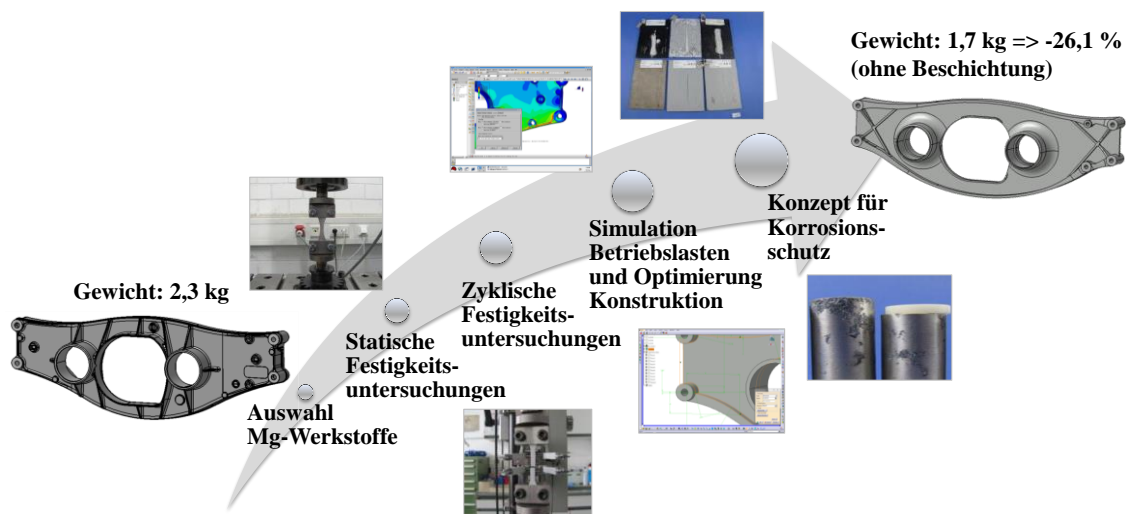 Gewicht: 2,3 kg
Auswahl
Mg-Werkstoffe
Statische
Festigkeits-
untersuchungen
Zyklische
Festigkeits-
untersuchungen
Simulation
Betriebslasten
und Optimierung
Konstruktion
Konzept für
Korrosions-
schutz
Gewicht: 1,7 kg => -26,1 %
(ohne Beschichtung)